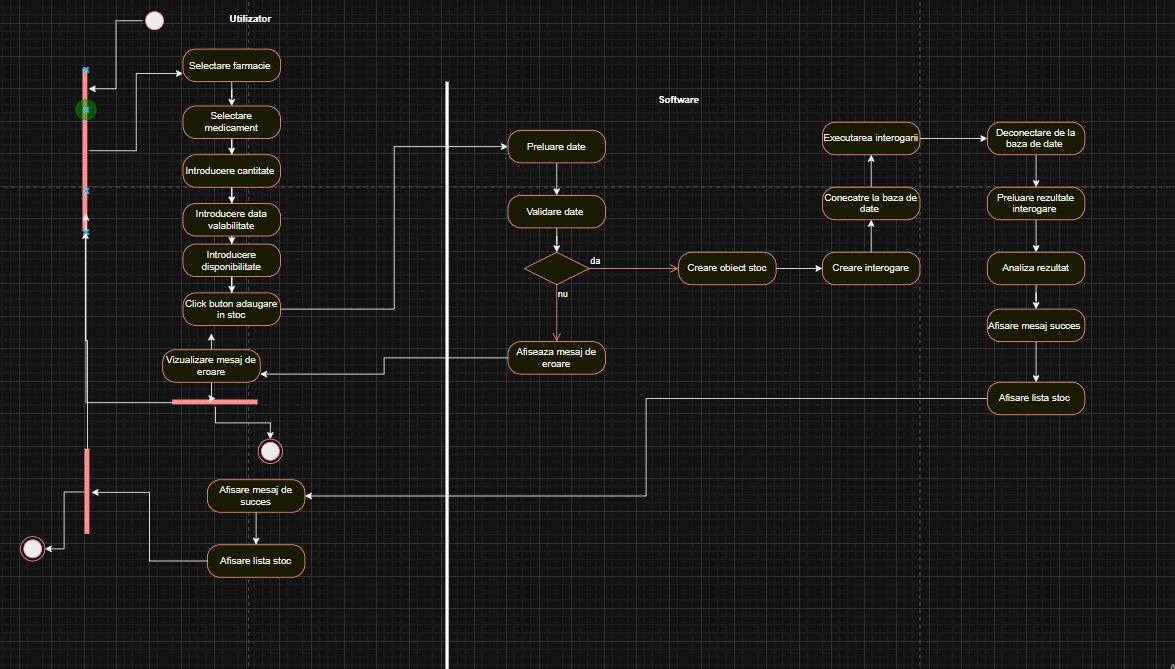 Utilizator
Selectare farmacie
Selectare
medicament
Introducere cantitate
Introducere data
valabilitate
Introducere
disponibilitate
Click buton adaugare
in stoc
Vizualizare mesaj de
eroare
Afisare mesaj de
succes
Afisare lista stoc
Software
Preluare date
Validare date
da
nu
Afiseaza mesaj de
eroare
Creare obiect stoc
Creare interogare
Conecatre la baza de
date
Executarea interogarii
Deconectare de la
baza de date
Preluare rezultate
interogare
Analiza rezultat
Afisare mesaj succes
Afisare lista stoc